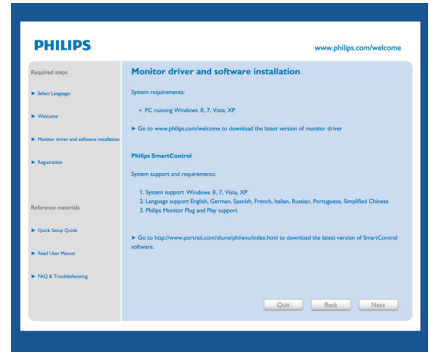 PHILIPS
www.philips.com/welcome
Required steps
► Select Language:
► Welcome
► Monitor driver and software installation
► Registration
Reference materials
► Quick Setup Quide
► Read User Manual
► FAQ & Troubleshooting
Monitor driver and software installation
System requirements:
• PC running Windows 8, 7, Vista, XP
► Go to www.philips.com/welcome to download the latest version of monitor driver
Philips SmartControl
System support and requirements:
1. System support Windows 8, 7, Vista, XP
2. Language support English, German, Spanish, French, Italian, Russian, Portuguese, Simplified Chinese
3. Philips Monitor Plug and Play support
► Go to http://www.portrait.com/dtune/phil/enu/index.html to download the latest version of SmartControl
software.
Quit
Back
Next